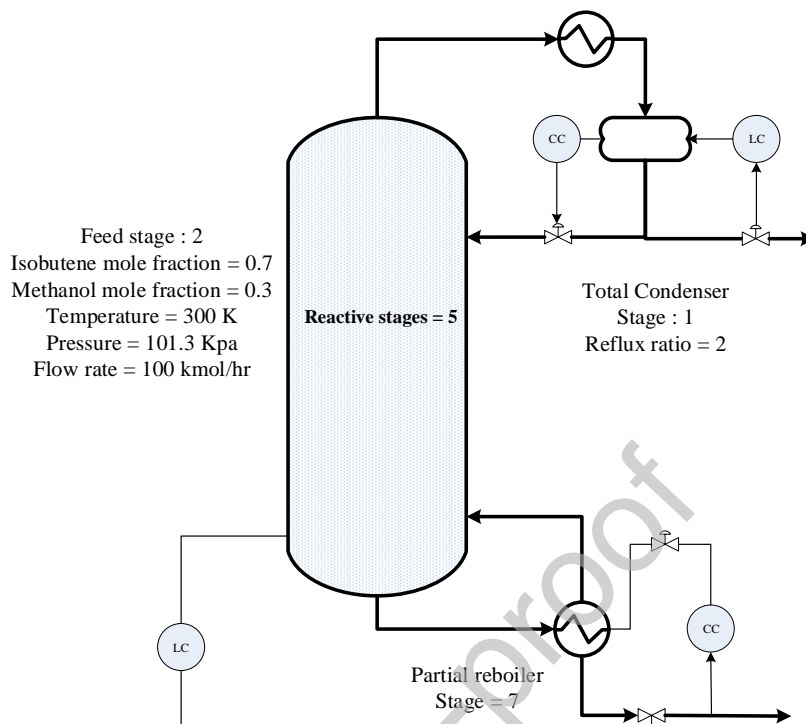 CC
LC
Feed stage : 2
Isobutene mole fraction = 0.7
Methanol mole fraction = 0.3
Temperature = 300 K
Pressure = 101.3 Kpa
Flow rate = 100 kmol/hr
Reactive stages = 5
Total Condenser
Stage : 1
Reflux ratio = 2
LC
CC
Partial reboiler
Stage = 7